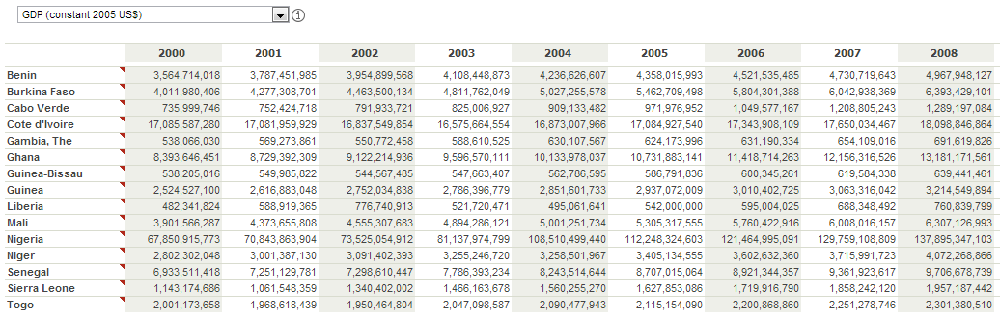 GDP (constant 2005 US$)
2000 2001 2002 2003 2004 2005 2006 2007 2008
Benin 3,564,714,018 3,787,451,985 3,954,899,568 4,108,448,873 4,236,626,607 4,358,015,993 4,521,535,485 4,730,719,643 4,967,948,127
Burkina Faso 4,011,980,406 4,277,308,701 4,463,500,134 4,811,762,049 5,027,255,578 5,462,709,498 5,804,301,388 6,042,938,369 6,393,429,101
Cabo Verde 735,999,746 752,424,718 791,933,721 825,006,927 909,133,482 971,976,952 1,049,577,167 1,208,805,243 1,289,197,084
Cote d'Ivoire 17,085,587,280 17,081,959,929 16,837,549,854 16,575,664,554 16,873,007,966 17,084,927,540 17,343,908,109 17,650,034,467 18,098,846,864
Gambia, The 538,066,030 569,273,861 550,772,458 588,610,525 630,107,567 624,173,996 631,190,334 654,109,016 691,619,826
Ghana 8,393,646,451 8,729,392,309 9,122,214,936 9,596,570,111 10,133,978,037 10,731,883,141 11,418,714,263 12,156,316,526 13,181,171,561
Guinea-Bissau 538,205,016 549,985,822 544,567,485 547,663,407 562,786,595 586,791,836 600,345,261 619,584,338 639,441,461
Guinea 2,524,527,100 2,616,883,048 2,752,034,838 2,786,396,779 2,851,601,733 2,937,072,009 3,010,402,725 3,063,316,042 3,214,549,894
Liberia 482,341,824 588,919,365 776,740,913 521,720,471 495,061,641 542,000,000 595,004,025 688,348,492 760,839,799
Mali 3,901,566,287 4,373,655,808 4,555,307,683 4,894,286,121 5,001,251,734 5,305,317,555 5,760,422,916 6,008,016,157 6,307,126,993
Nigeria 67,850,915,773 70,843,863,904 73,525,054,912 81,137,974,799 108,510,499,440 112,248,324,603 121,464,995,091 129,759,108,809 137,895,347,103
Niger 2,802,302,048 3,001,387,130 3,091,402,393 3,255,246,720 3,258,501,967 3,405,134,555 3,602,632,360 3,715,991,723 4,072,268,866
Senegal 6,933,511,418 7,251,129,781 7,298,610,447 7,786,393,234 8,243,514,644 8,707,015,064 8,921,344,357 9,361,923,617 9,706,678,739
Sierra Leone 1,143,174,686 1,061,548,359 1,340,402,002 1,466,163,678 1,560,255,270 1,627,853,086 1,719,916,790 1,858,242,120 1,957,187,442
Togo 2,001,173,658 1,968,618,439 1,950,464,804 2,047,098,587 2,090,477,943 2,115,154,090 2,200,868,860 2,251,278,746 2,301,380,510